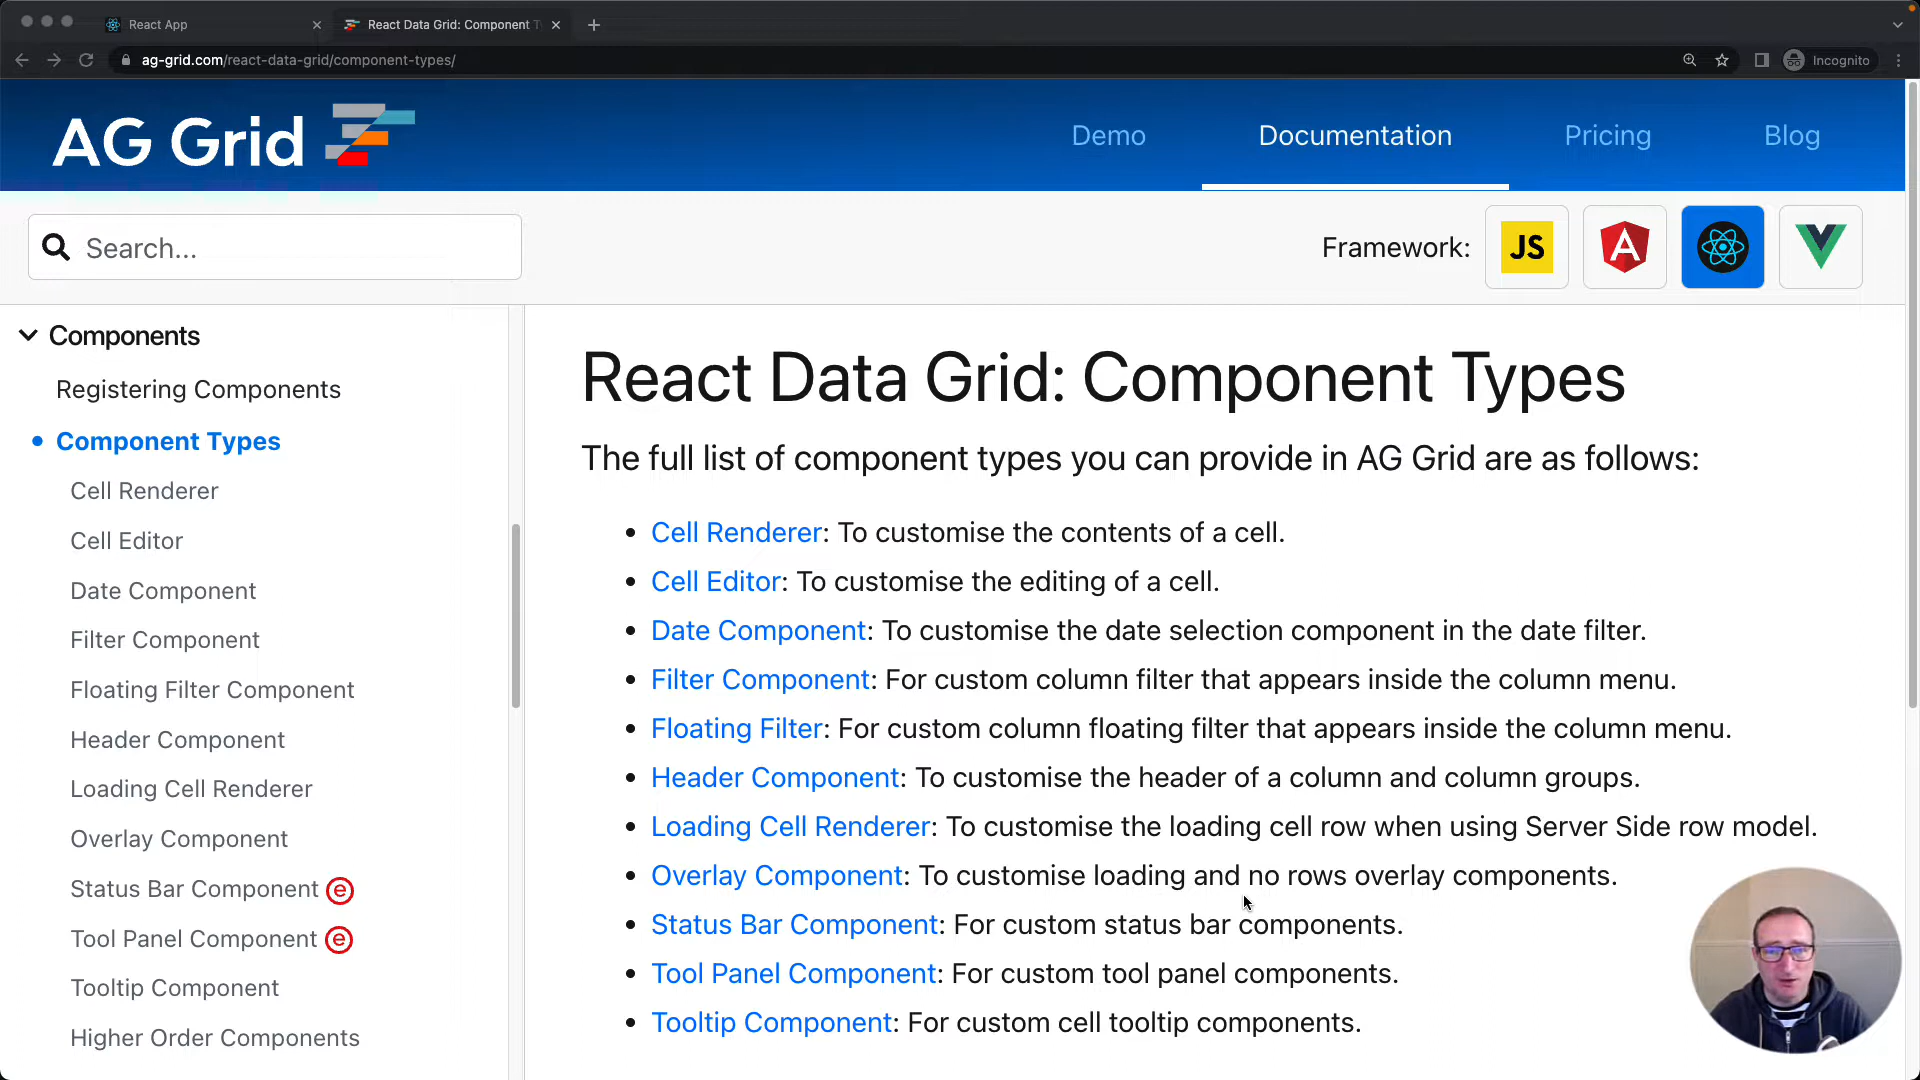 React App
React Data Grid: Component T
ag-grid.com/react-data-grid/component-types/
Incognito
AG Grid
Demo
Documentation
Pricing
Blog
Search...
Framework:
JS
A
Components
Registering Components
Component Types
Cell Renderer
Cell Editor
Date Component
Filter Component
Floating Filter Component
Header Component
Loading Cell Renderer
Overlay Component
Status Bar Component e
Tool Panel Component e
Tooltip Component
Higher Order Components
React Data Grid: Component Types
The full list of component types you can provide in AG Grid are as follows:
• Cell Renderer: To customise the contents of a cell.
• Cell Editor: To customise the editing of a cell.
• Date Component: To customise the date selection component in the date filter.
• Filter Component: For custom column filter that appears inside the column menu.
• Floating Filter: For custom column floating filter that appears inside the column menu.
• Header Component: To customise the header of a column and column groups.
• Loading Cell Renderer: To customise the loading cell row when using Server Side row model.
• Overlay Component: To customise loading and no rows overlay components.
• Status Bar Component: For custom status bar components.
• Tool Panel Component: For custom tool panel components.
• Tooltip Component: For custom cell tooltip components.